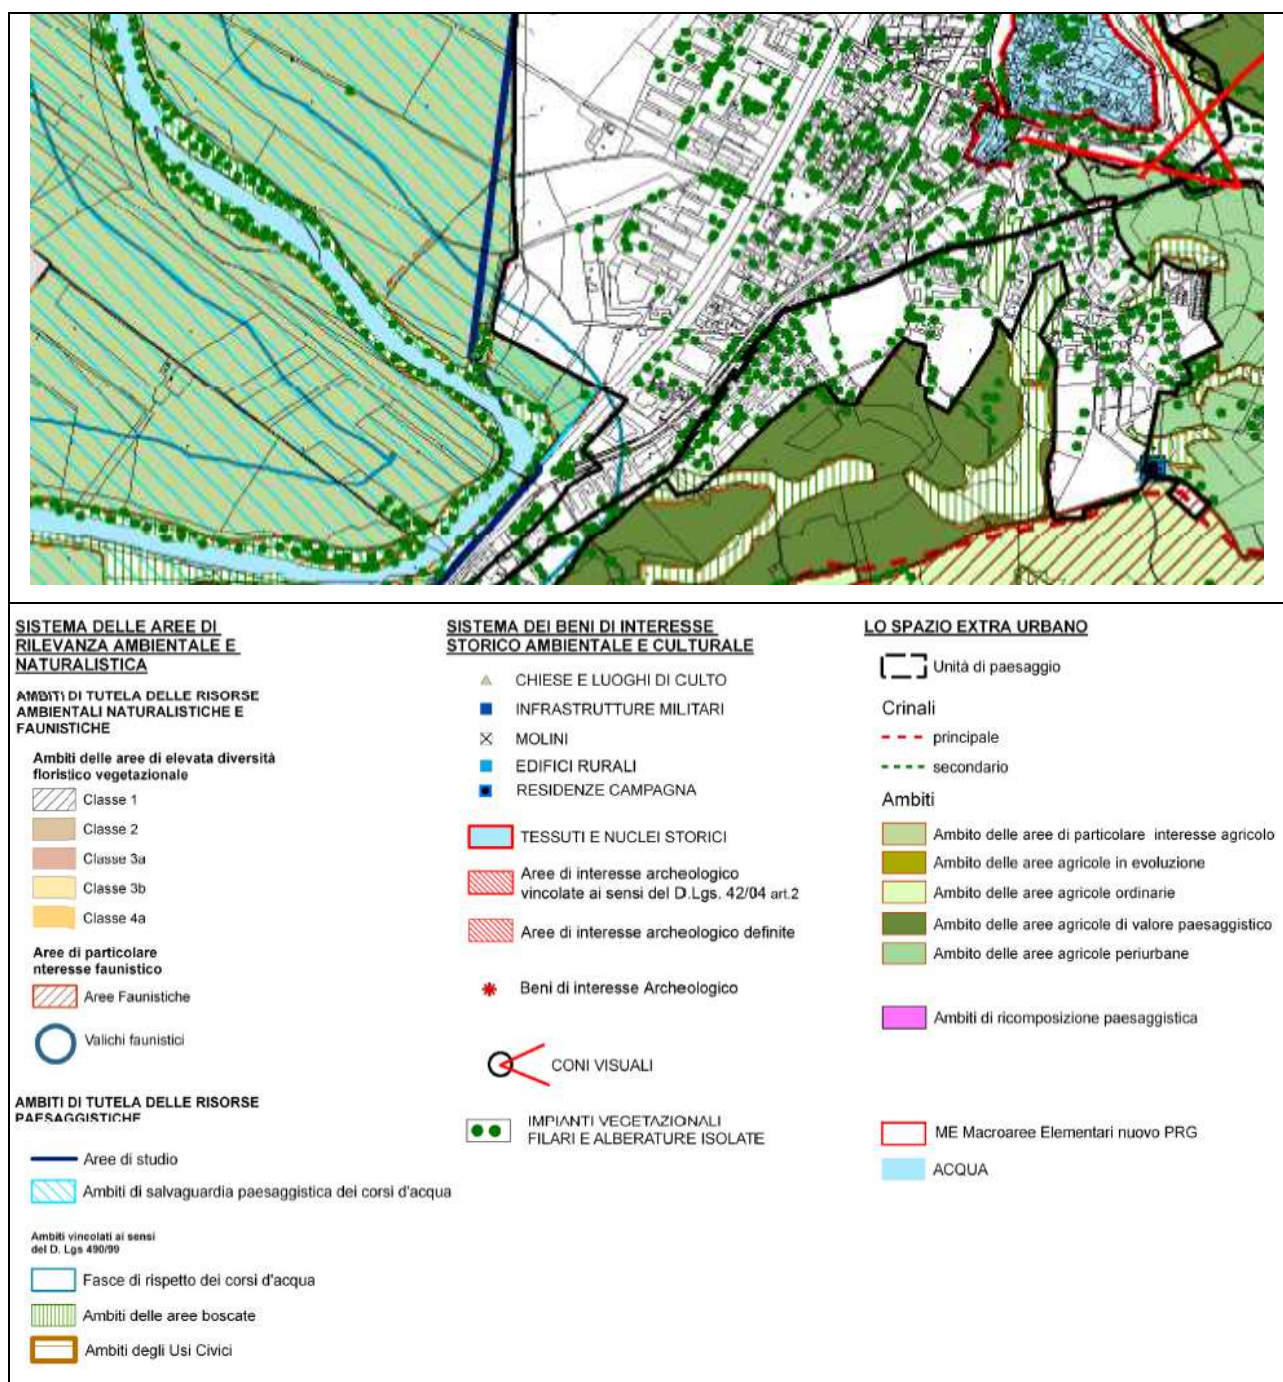 SISTEMA DELLE AREE DI
RILEVANZA AMBIENTALE E
NATURALISTICA
AMBITI DI TUTELA DELLE RISORSE
AMBIENTALI NATURALISTICHE E
FAUNISTICHE
Ambiti delle aree di elevata diversità
floristico vegetazionale
Classe 1
Classe 2
Classe 3a
Classe 3b
Classe 4a
Aree di particolare
nteresse faunistico
Aree Faunistiche
Valichi faunistici
AMBITI DI TUTELA DELLE RISORSE
PAESAGGISTICHE
Aree di studio
Ambiti di salvaguardia paesaggistica dei corsi d'acqua
Ambiti vincolati ai sensi
del D. Lgs 490/99
Fasce di rispetto dei corsi d'acqua
Ambiti delle aree boscate
Ambiti degli Usi Civici
SISTEMA DEI BENI DI INTERESSE
STORICO AMBIENTALE E CULTURALE
CHIESE E LUOGHI DI CULTO
INFRASTRUTTURE MILITARI
MOLINI
EDIFICI RURALI
RESIDENZE CAMPAGNA
TESSUTI E NUCLEI STORICI
Aree di interesse archeologico
vincolate ai sensi del D.Lgs. 42/04 art.2
Aree di interesse archeologico definite
Beni di interesse Archeologico
CONI VISUALI
IMPIANTI VEGETAZIONALI
FILARI E ALBERATURE ISOLATE
LO SPAZIO EXTRA URBANO
Unità di paesaggio
Crinali
principale
secondario
Ambiti
Ambito delle aree di particolare interesse agricolo
Ambito delle aree agricole in evoluzione
Ambito delle aree agricole ordinarie
Ambito delle aree agricole di valore paesaggistico
Ambito delle aree agricole periurbane
Ambiti di ricomposizione paesaggistica
ME Macroaree Elementari nuovo PRG
ACQUA